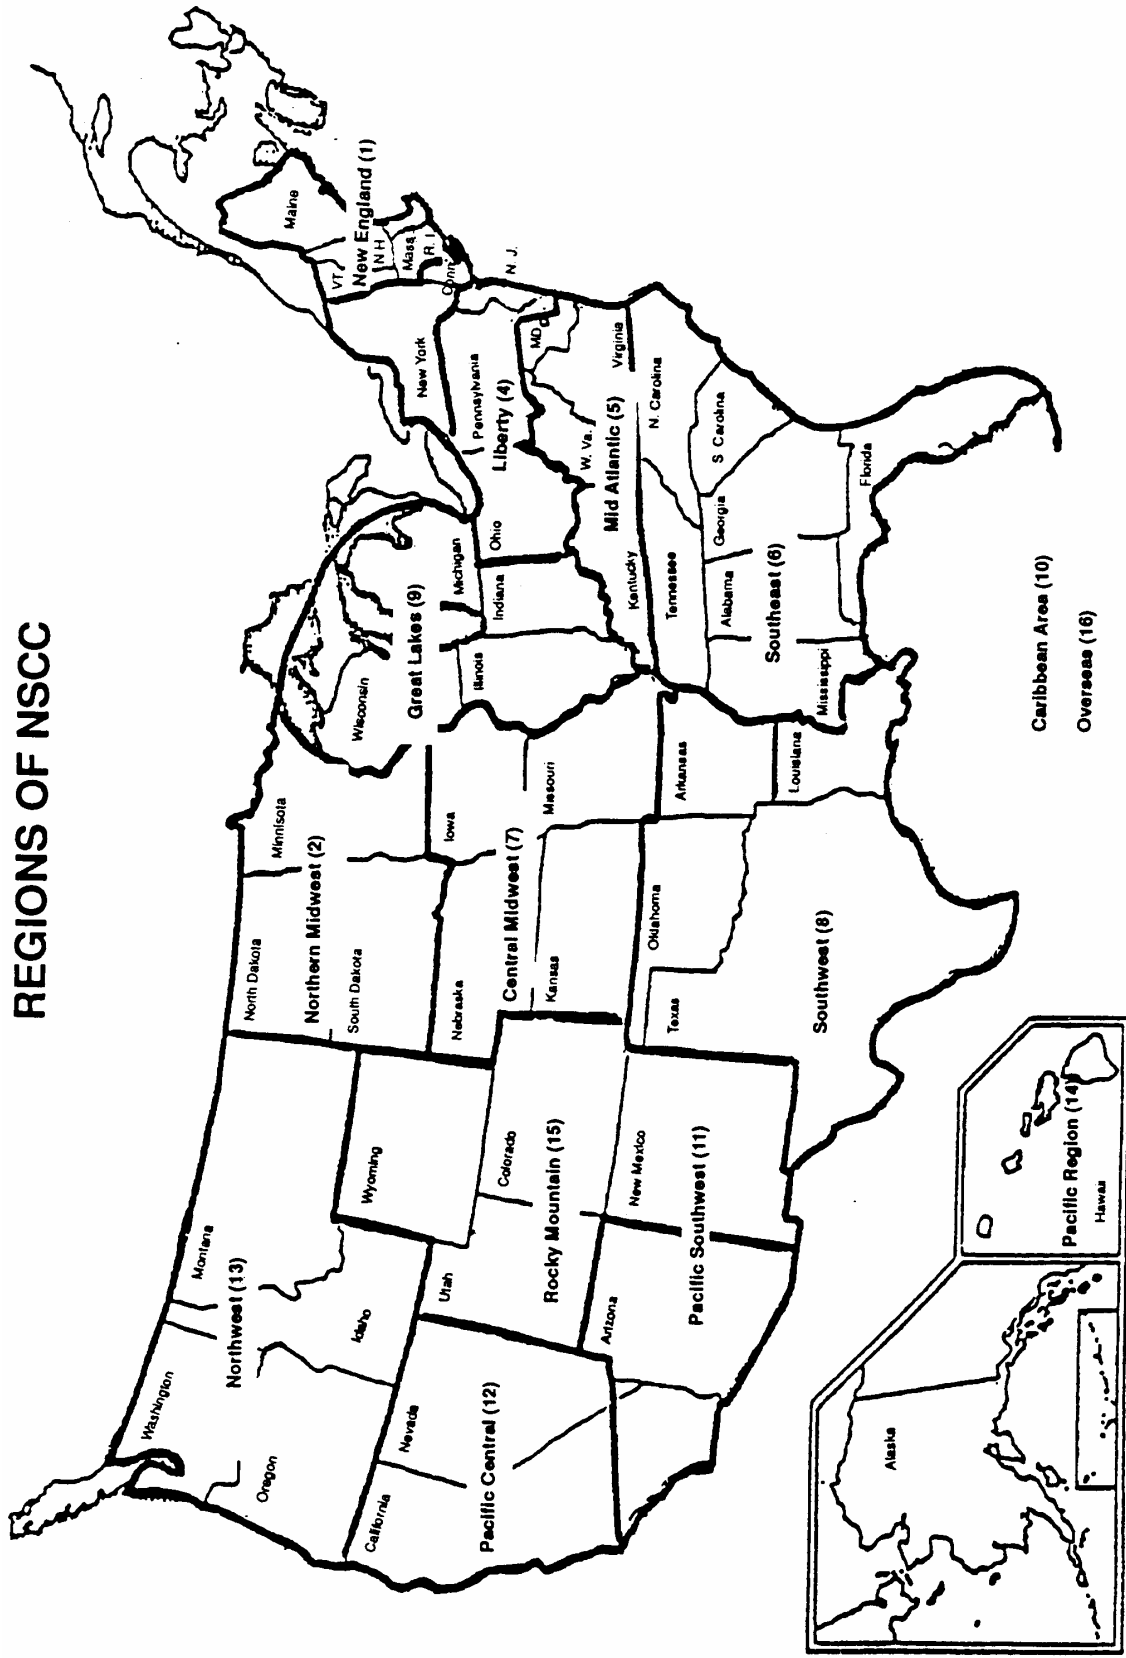 REGIONS OF NSCC
Washington
Montana
North Dakota
Minnisota
Northwest (13)
Northern Midwest (2)
Oregon
Idaho
Wyoming
South Dakota
Wisconsin
Great Lakes (9)
Michigan
Maine
New England (1)
VT
N H
Mass
R. I
Conn
New York
N. J.
California
Nevada
Pacific Central (12)
Utah
Colorado
Rocky Mountain (15)
Nebraska
Iowa
Central Midwest (7)
Kansas
Missouri
Illinois
Indiana
Ohio
Pennsylvania
Liberty (4)
MD
W. Va.
Virginia
Mid Atlantic (5)
Kentucky
Arizona
New Mexico
Pacific Southwest (11)
Texas
Oklahoma
Southwest (8)
Arkansas
Louisiana
Tennessee
N. Carolina
S Carolina
Mississippi
Alabama
Georgia
Southeast (6)
Florida
Alaska
Pacific Region (14)
Hawaii
Caribbean Area (10)
Overseas (16)